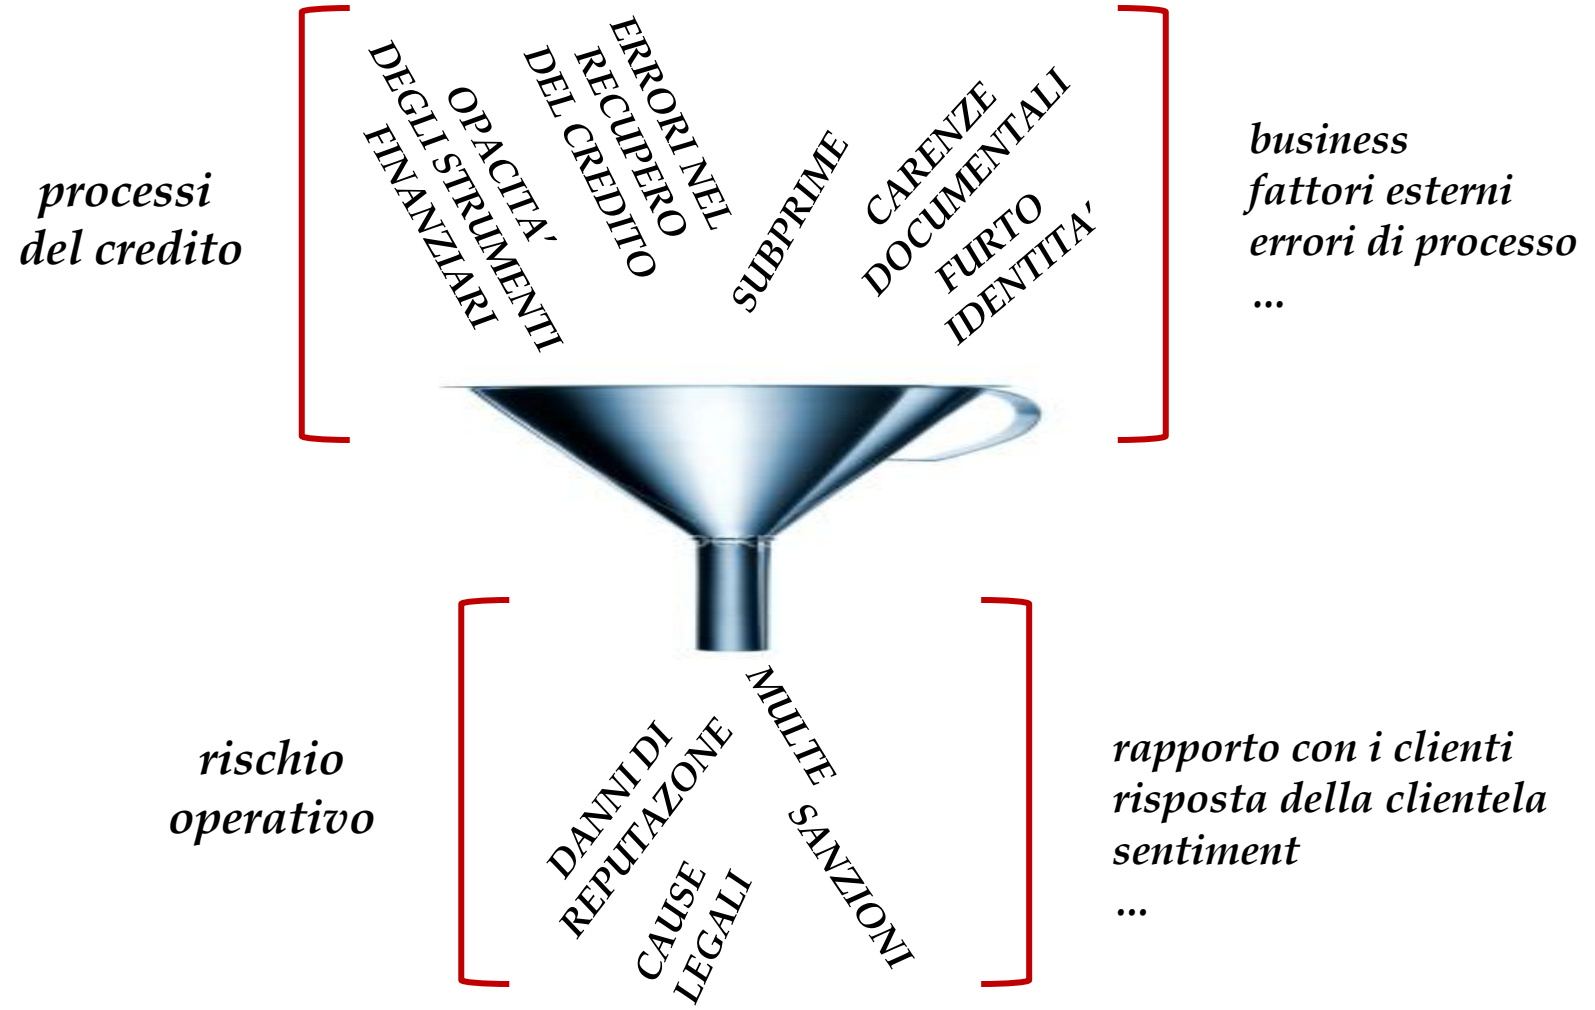 processi
del credito
OPACITA'
DEGLI STRUMENTI
FINANZIARI
ERRORI NEL
RECUPERO
DEL CREDITO
SUBPRIME
CARENZE
DOCUMENTALI
FURTO
IDENTITA'
business
fattori esterni
errori di processo
...
rischio
operativo
DANNI DI
REPUTAZONE
CAUSE
LEGALI
MULTE
SANZIONI
rapporto con i clienti
risposta della clientela
sentiment
...